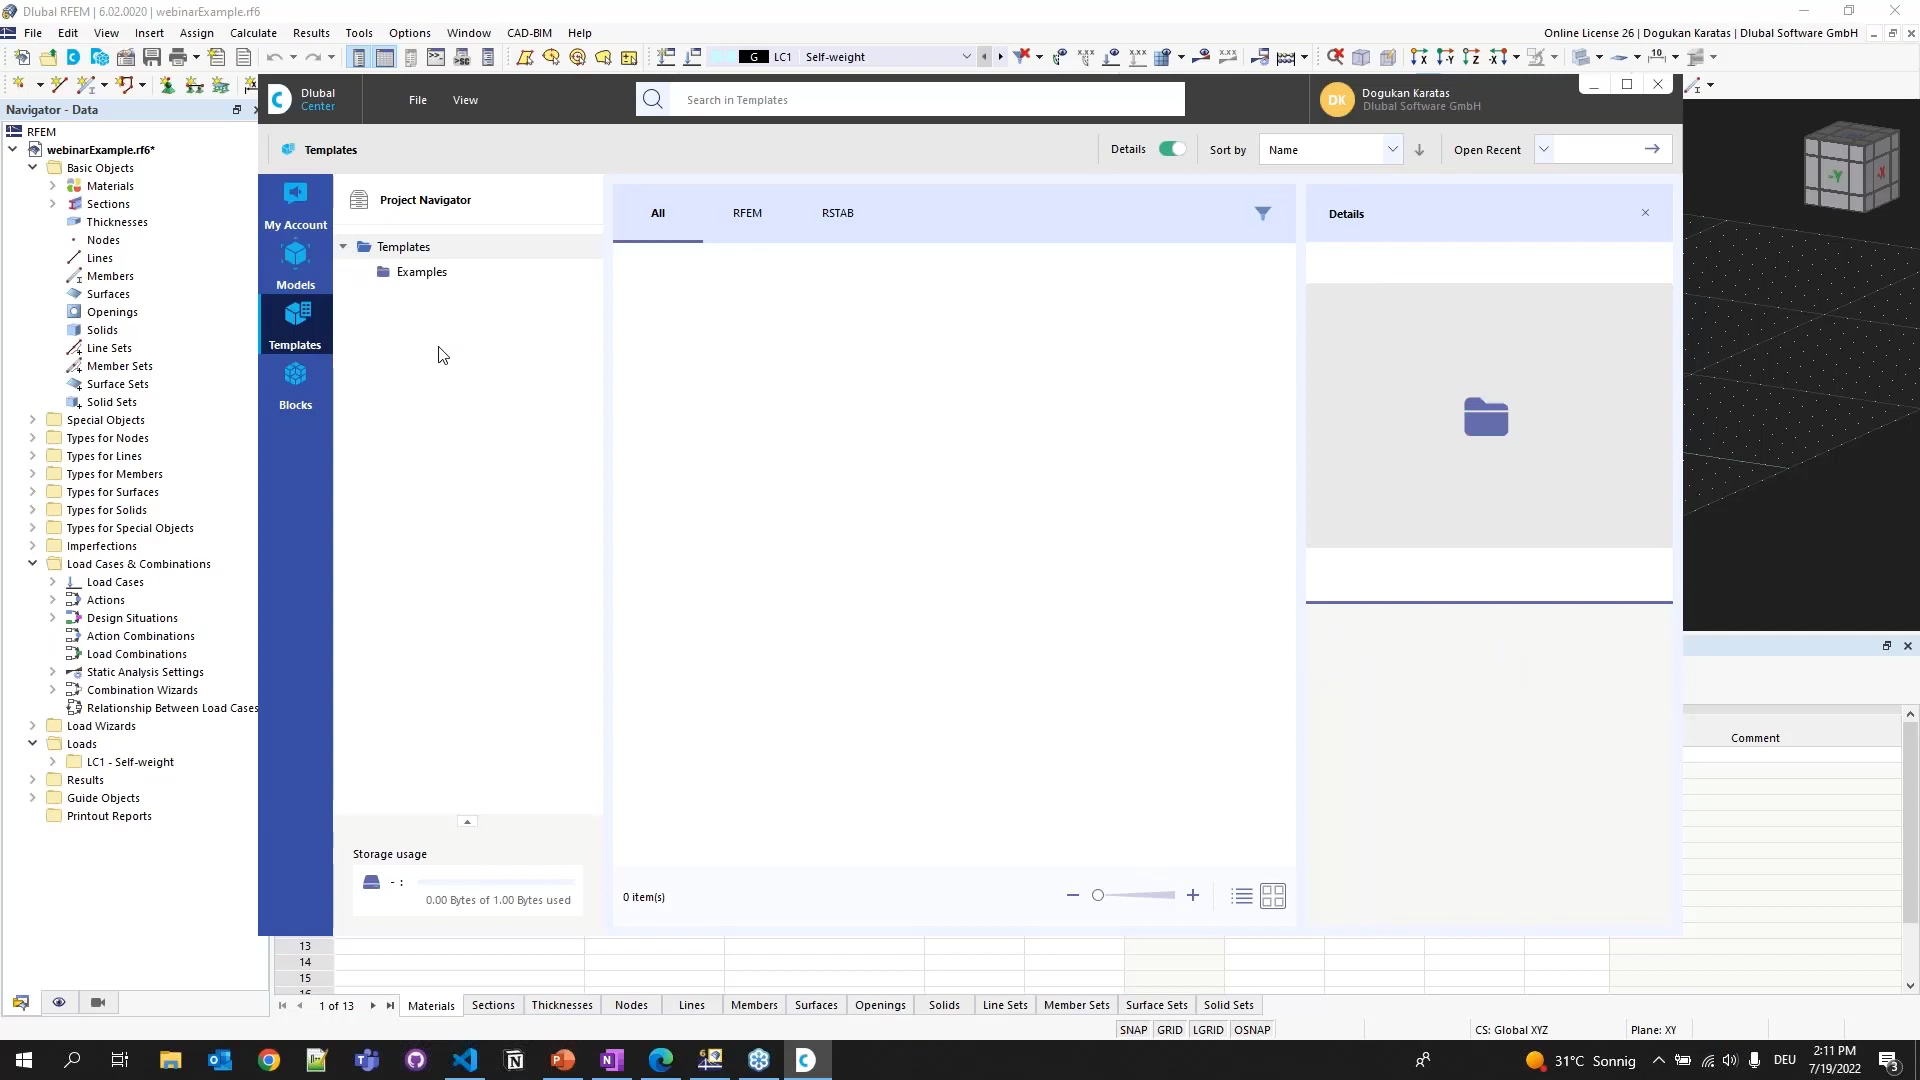 Dlubal RFEM | 6.02.0020 | webinarExample.rf6
File Edit View Insert Assign Calculate Results Tools Options Window CAD-BIM Help
Online License 26 | Dogukan Karatas | Dlubal Software GmbH
G LC1 Self-weight
Navigator - Data
RFEM
webinarExample.rf6*
Basic Objects
Materials
Sections
Thicknesses
Nodes
Lines
Members
Surfaces
Openings
Solids
Line Sets
Member Sets
Surface Sets
Solid Sets
Special Objects
Types for Nodes
Types for Lines
Types for Members
Types for Surfaces
Types for Solids
Types for Special Objects
Imperfections
Load Cases & Combinations
Load Cases
Actions
Design Situations
Action Combinations
Load Combinations
Static Analysis Settings
Combination Wizards
Relationship Between Load Cases
Load Wizards
Loads
LC1 - Self-weight
Results
Guide Objects
Printout Reports
Dlubal
Center
File View
Search in Templates
DK
Dogukan Karatas
Dlubal Software GmbH
Templates
Details
Sort by Name
Open Recent
My Account
Models
Templates
Blocks
Project Navigator
Templates
Examples
Storage usage
- :
0.00 Bytes of 1.00 Bytes used
All RFEM RSTAB
0 item(s)
Details
-Y
-X
Comment
13
14
15
1 of 13 Materials Sections Thicknesses Nodes Lines Members Surfaces Openings Solids Line Sets Member Sets Surface Sets Solid Sets
SNAP GRID LGRID OSNAP
CS: Global XYZ
Plane: XY
31°C Sonnig
DEU
2:11 PM
7/19/2022
3